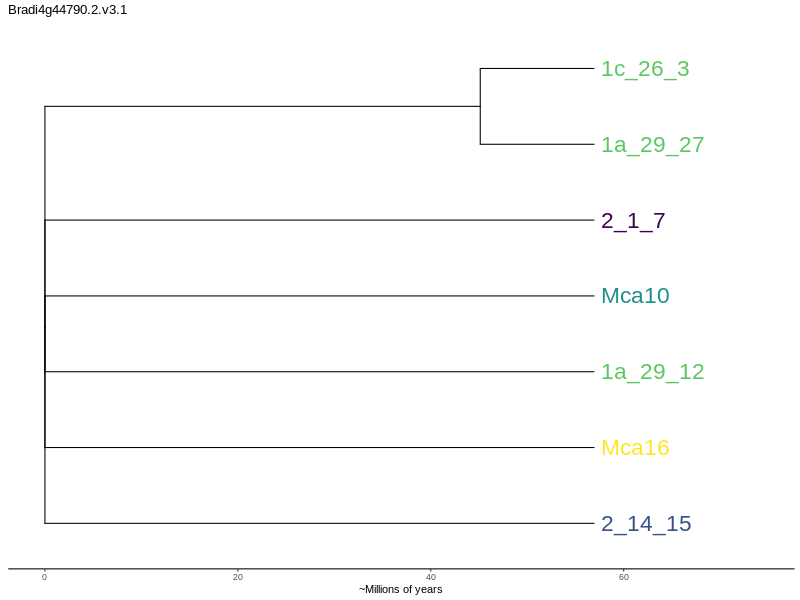 Bradi4g44790.2.v3.1
1c_26_3
1a_29_27
2_1_7
Mca10
1a_29_12
Mca16
2_14_15
0 20 40 60
~Millions of years